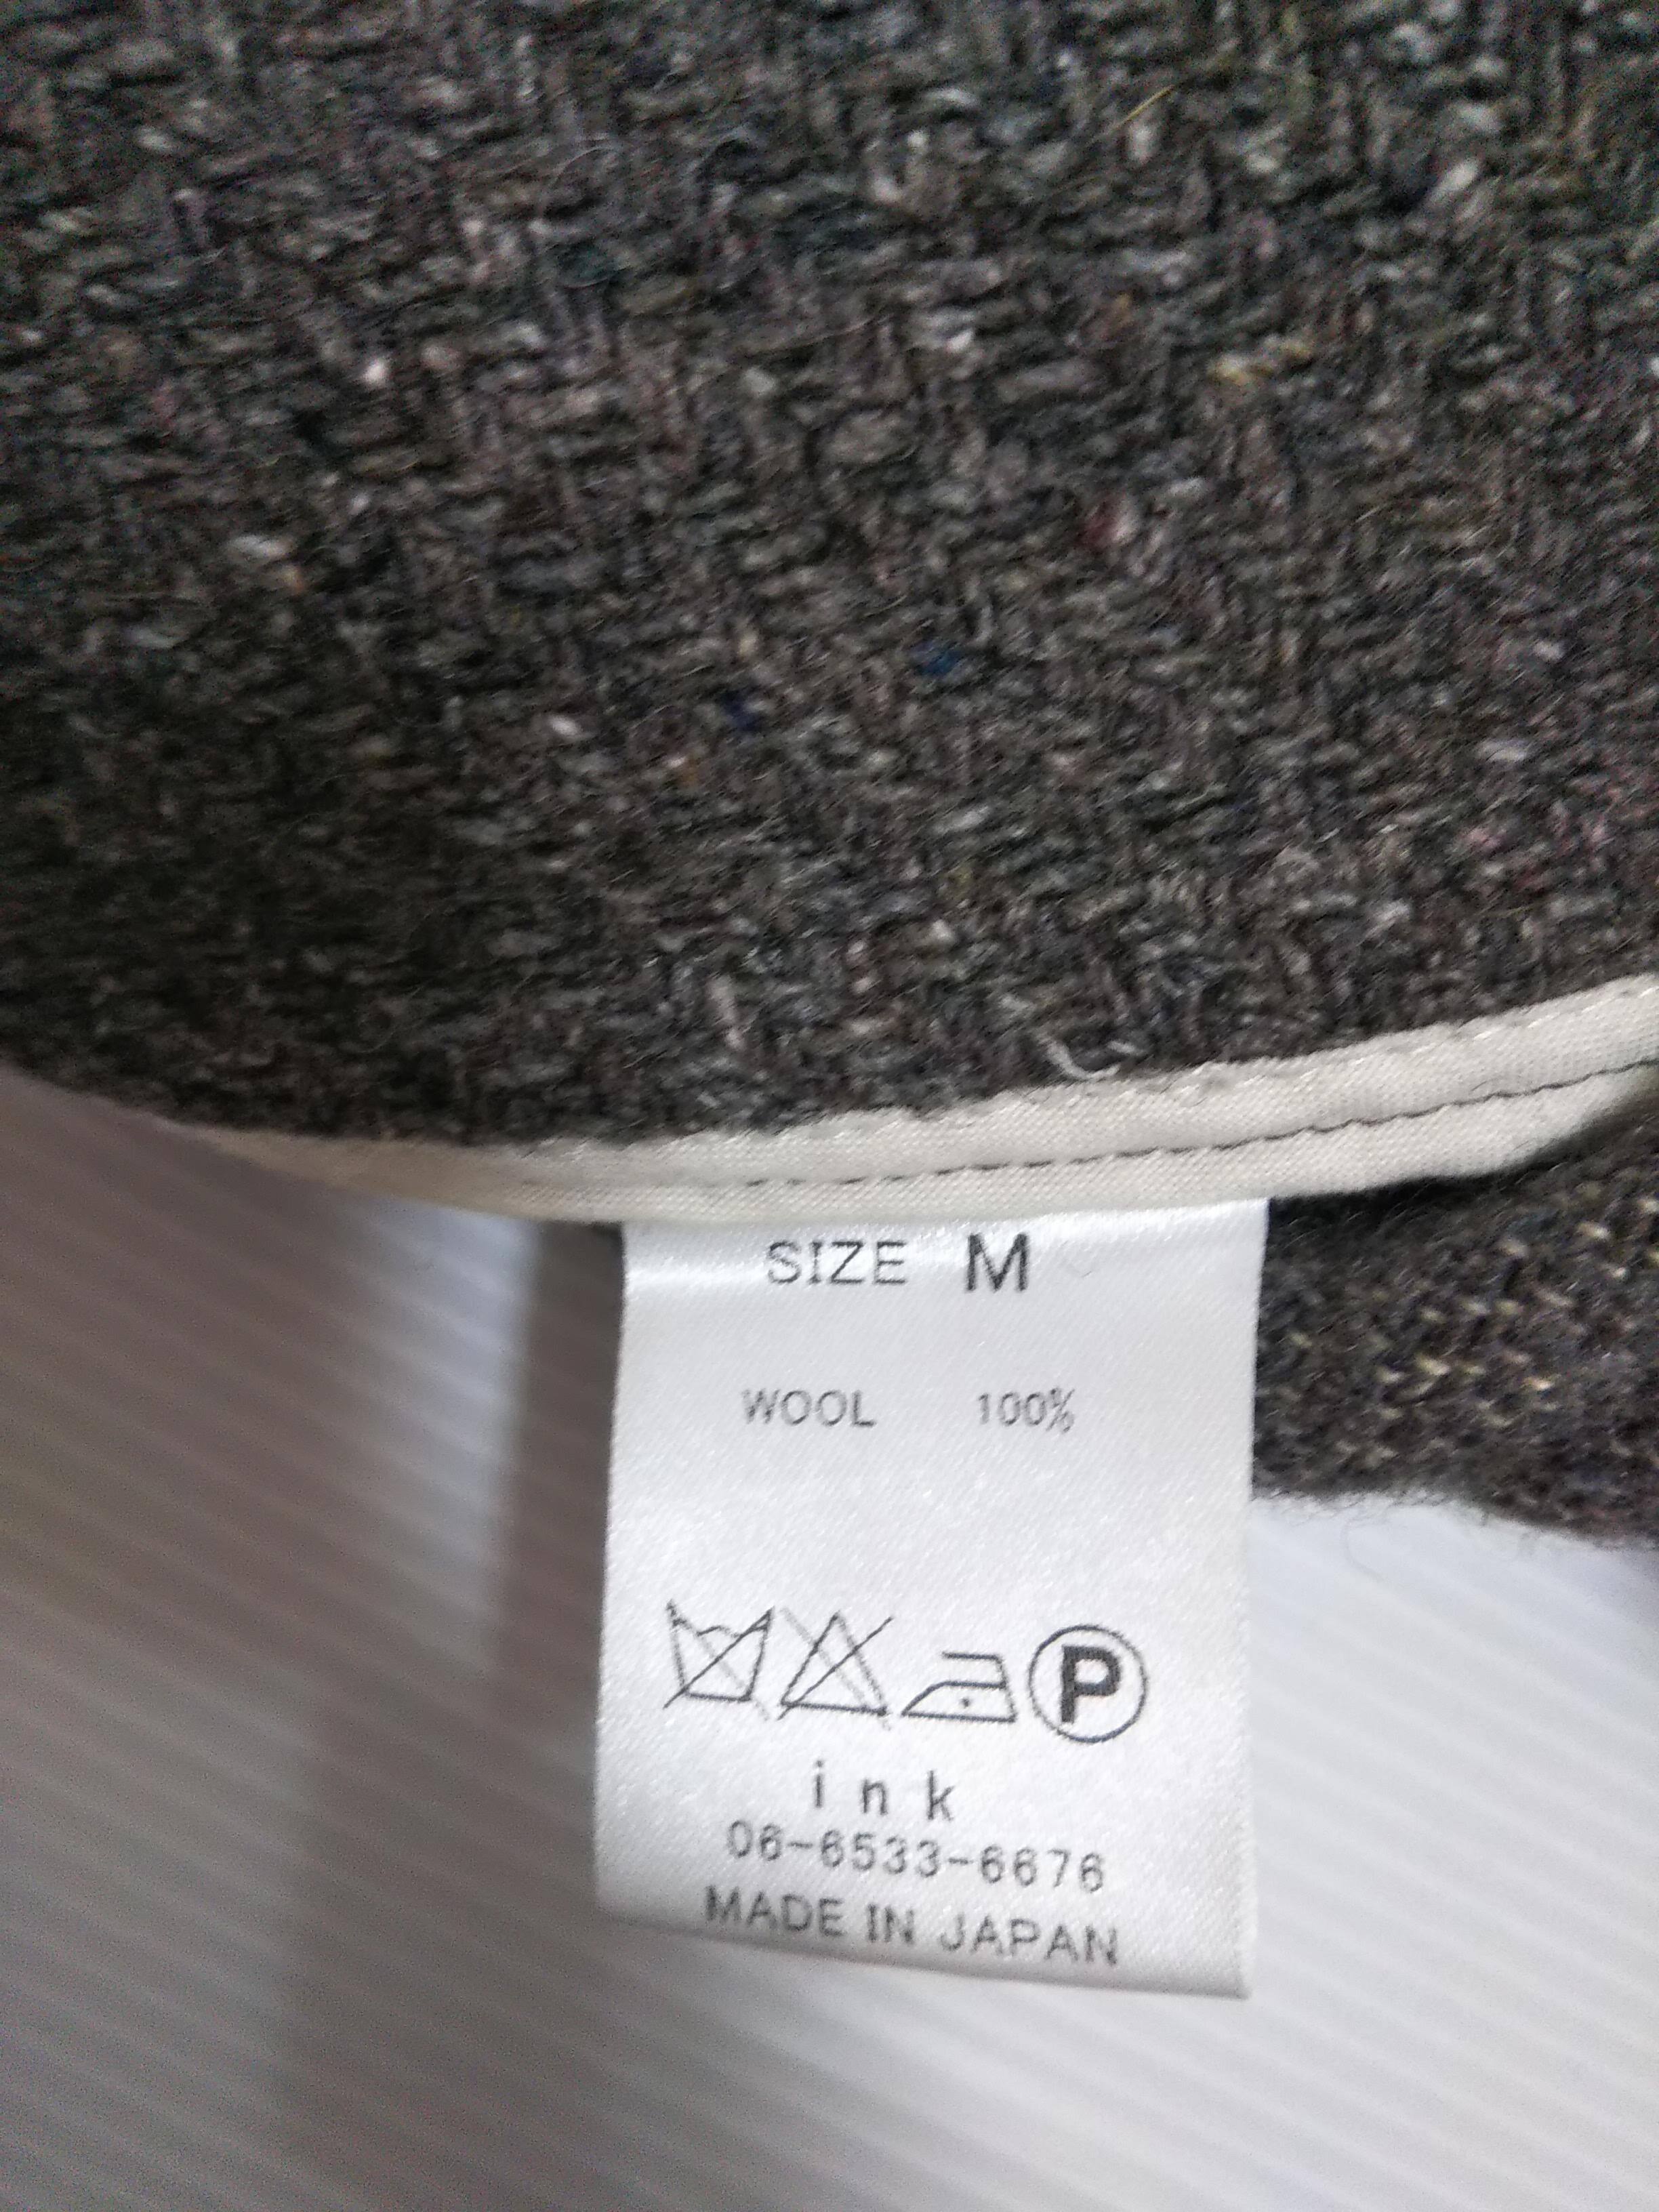 SIZE M
WOOL 100%
P
ink
06-6533-6676
MADE IN JAPAN